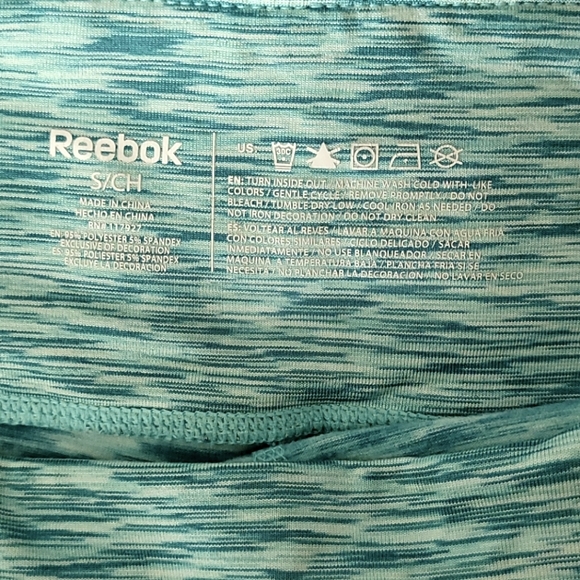 Reebok
S/CH
MADE IN CHINA
HECHO EN CHINA
RN# 117927
EN: 95% POLYESTER 5% SPANDEX
EXCLUSIVE OF DECORATION
ES: 95% POLIESTER 5% SPANDEX
EXCLUSIVO DE DECORACION
US:
30C
EN: TURN INSIDE OUT / MACHINE WASH COLD WITH LIKE
COLORS / GENTLE CYCLE / REMOVE PROMPTLY / DO NOT
BLEACH / TUMBLE DRY LOW / COOL IRON AS NEEDED / DO
NOT IRON DECORATION / DO NOT DRY CLEAN
ES: VOLTEAR AL REVES / LAVAR A MAQUINA CON AGUA FRIA
CON COLORES SIMILARES / CICLO DELICADO / SACAR
INMEDIATAMENTE / NO USE BLANQUEADOR / SECAR EN
MAQUINA A TEMPERATURA BAJA / PLANCHA FRIA SI SE
NECESITA / NO PLANCHAR LA DECORACION / NO LAVAR EN SECO